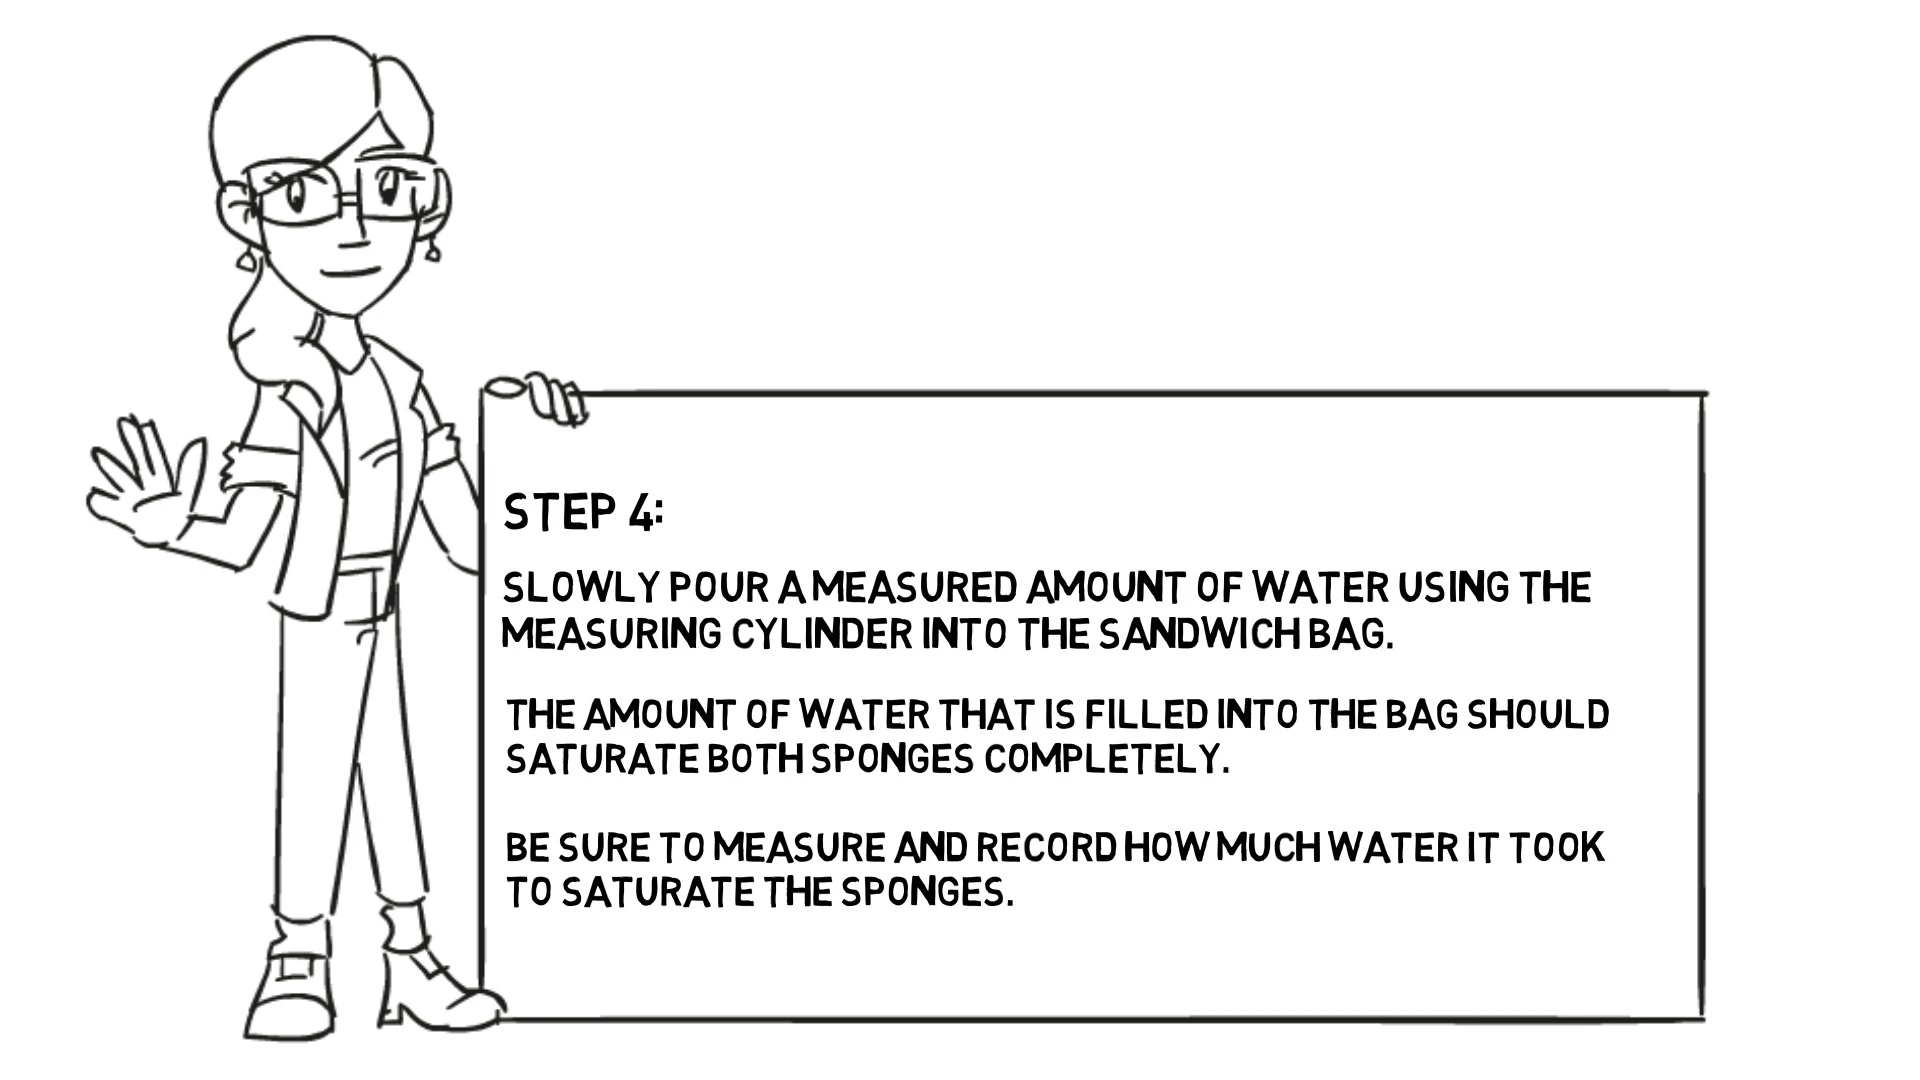 STEP 4:
SLOWLY POUR A MEASURED AMOUNT OF WATER USING THE
MEASURING CYLINDER INTO THE SANDWICH BAG.
THE AMOUNT OF WATER THAT IS FILLED INTO THE BAG SHOULD
SATURATE BOTH SPONGES COMPLETELY.
BE SURE TO MEASURE AND RECORD HOW MUCH WATER IT TOOK
TO SATURATE THE SPONGES.